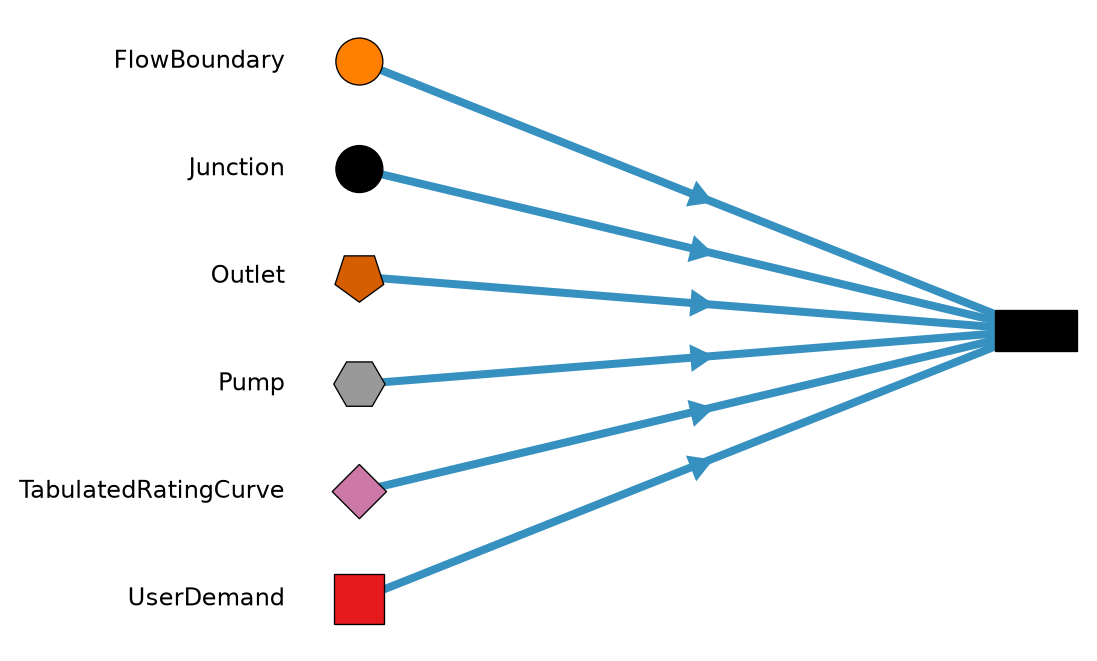 FlowBoundary
Junction
Outlet
Pump
TabulatedRatingCurve
UserDemand